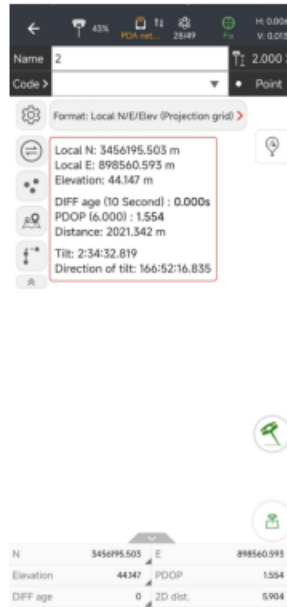 43%
PDA net...
28/49
Fix
H: 0.006
V: 0.013
Name 2
2.000
Code >
Point
Format: Local N/E/Elev (Projection grid) >
Local N: 3456195.503 m
Local E: 898560.593 m
Elevation: 44.147 m
DIFF age (10 Second) : 0.000s
PDOP (6.000) : 1.554
Distance: 2021.342 m
Tilt: 2:34:32.819
Direction of tilt: 166:52:16.835
N 3456195.503 E 898560.593
Elevation 44.147 PDOP 1.554
DIFF age 0 2D dist. 5.904